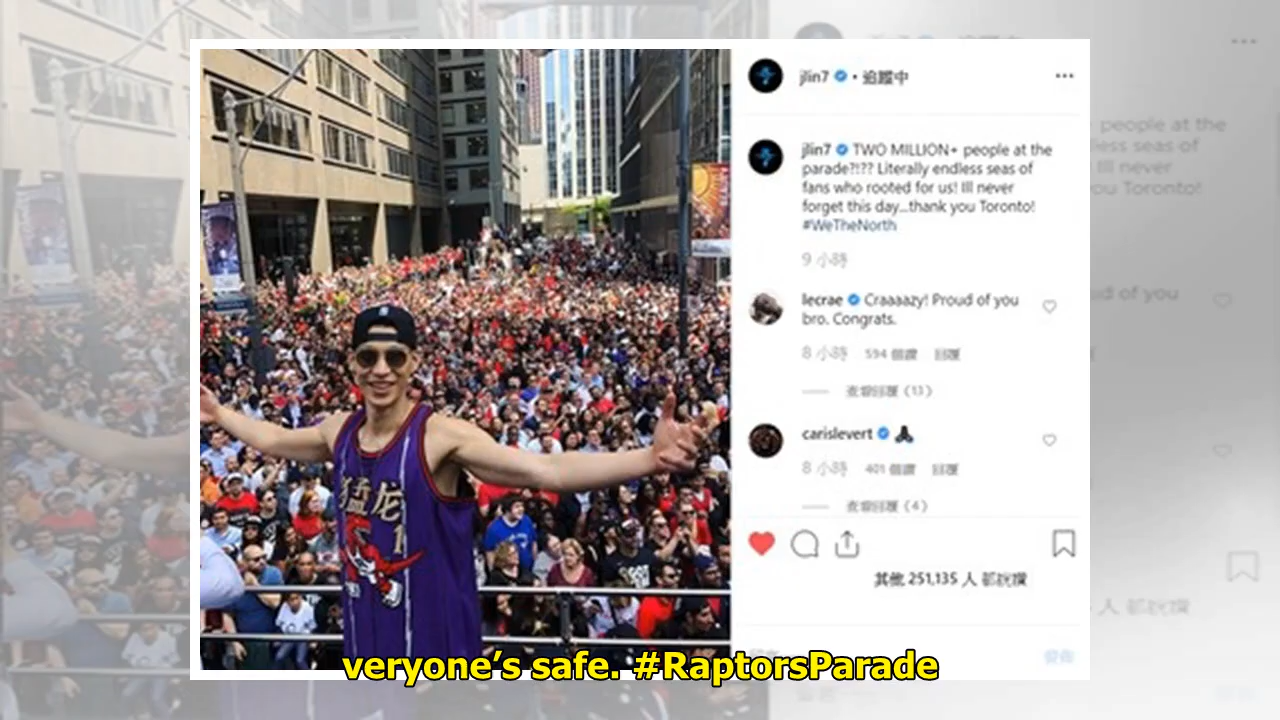 jlin7 • 追蹤中
jlin7 TWO MILLION+ people at the
parade?!?? Literally endless seas of
fans who rooted for us! Ill never
forget this day...thank you Toronto!
#WeTheNorth
9 小時
lecrae Craaaazy! Proud of you
bro. Congrats.
8 小時 594 個讚 回覆
查看回覆 (13)
carislevert
8 小時 401 個讚 回覆
查看回覆 (4)
其他 251,135 人 都說讚
猛龙
1
veryone’s safe. #RaptorsParade